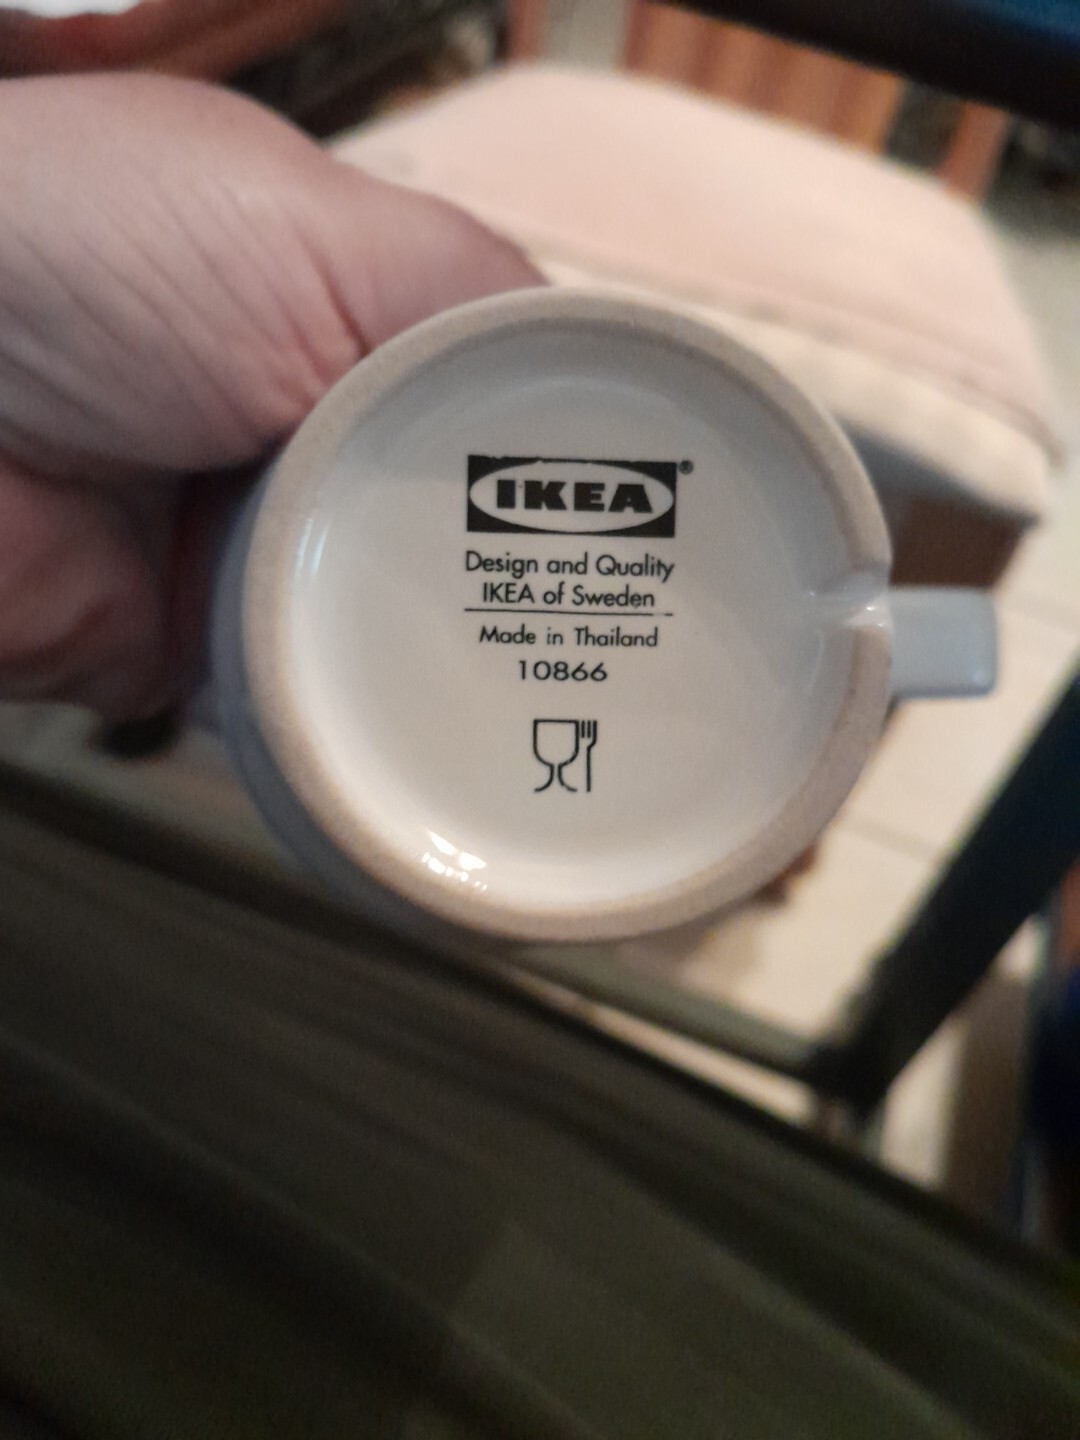 IKEA®
Design and Quality
IKEA of Sweden
Made in Thailand
10866